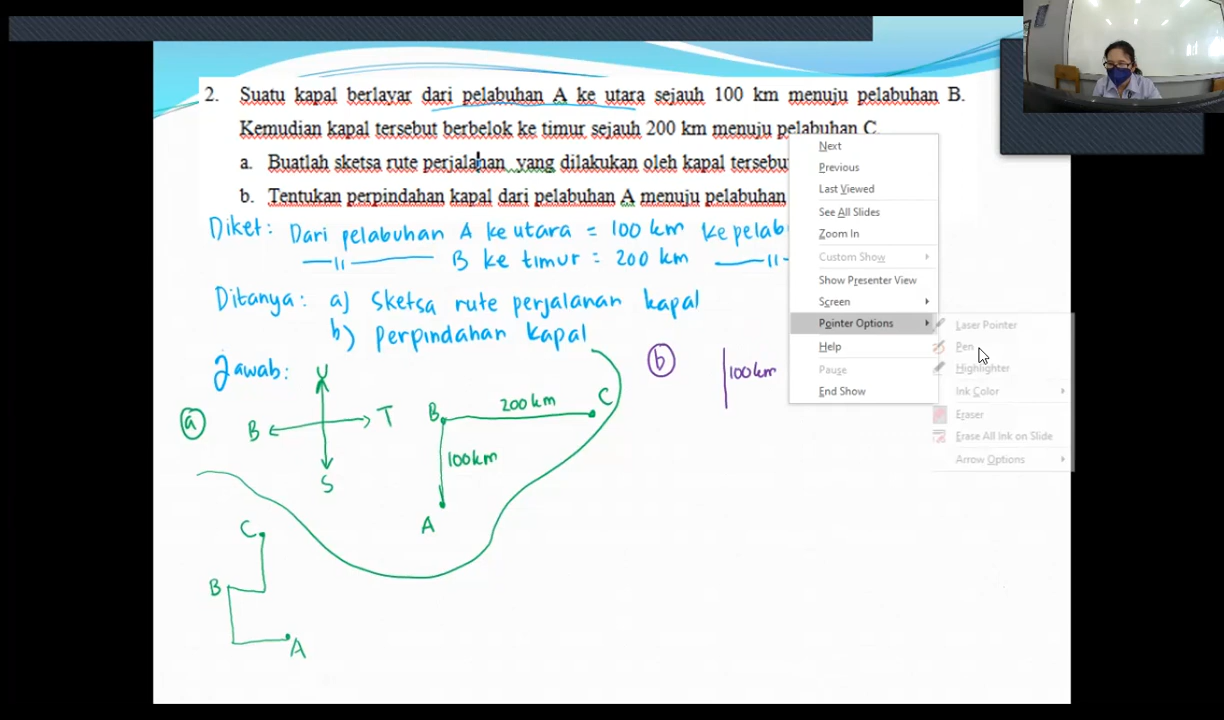 2. Suatu kapal berlayar dari pelabuhan A ke utara sejauh 100 km menuju pelabuhan B.
Kemudian kapal tersebut berbelok ke timur sejauh 200 km menuju pelabuhan C.
a. Buatlah sketsa rute perjalanan yang dilakukan oleh kapal tersebut
b. Tentukan perpindahan kapal dari pelabuhan A menuju pelabuhan
Diket: Dari pelabuhan A ke utara = 100 km ke pelab
B ke timur = 200 km
Ditanya: a) Sketsa rute perjalanan kapal
b) Perpindahan kapal
Jawab:
a
U
B T
S
B 200 km C
100 km
A
C
B
A
b
100 km
Next
Previous
Last Viewed
See All Slides
Zoom In
Custom Show
Show Presenter View
Screen
Pointer Options
Help
Pause
End Show
Laser Pointer
Pen
Highlighter
Ink Color
Eraser
Erase All Ink on Slide
Arrow Options